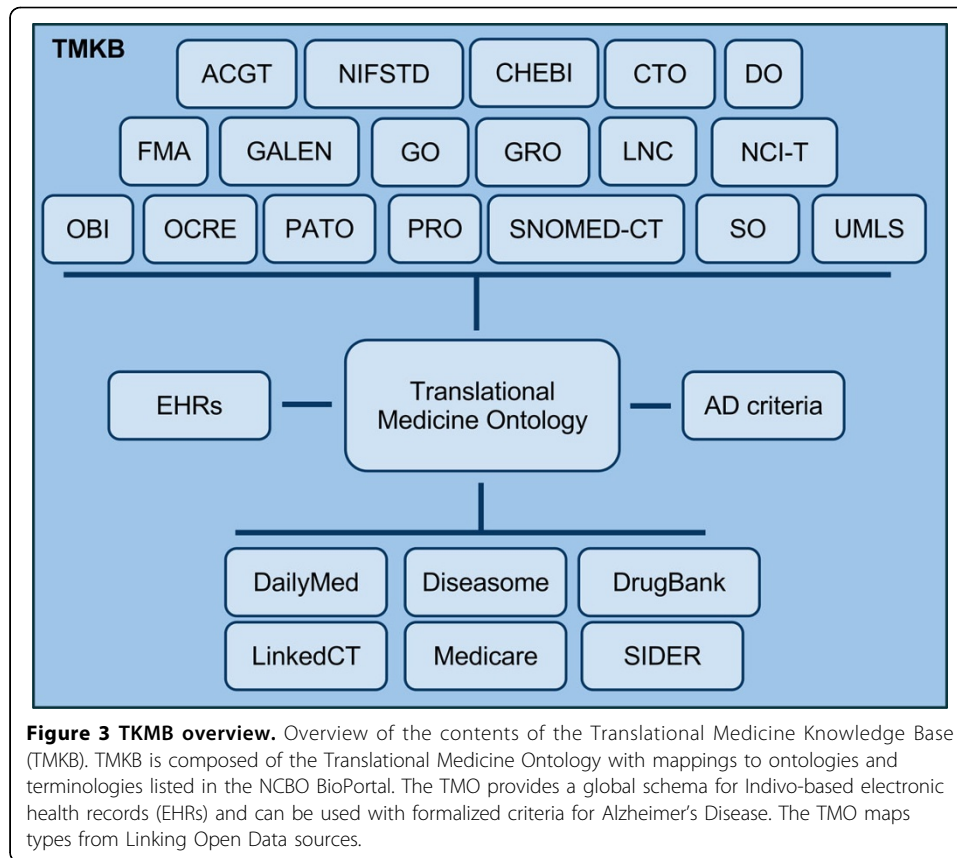 TMKB
ACGT NIFSTD CHEBI CTO DO
FMA GALEN GO GRO LNC NCI-T
OBI OCRE PATO PRO SNOMED-CT SO UMLS
EHRs
Translational
Medicine Ontology
AD criteria
DailyMed Diseasome DrugBank
LinkedCT Medicare SIDER
Figure 3 TKMB overview. Overview of the contents of the Translational Medicine Knowledge Base
(TMKB). TMKB is composed of the Translational Medicine Ontology with mappings to ontologies and
terminologies listed in the NCBO BioPortal. The TMO provides a global schema for Indivo-based electronic
health records (EHRs) and can be used with formalized criteria for Alzheimer's Disease. The TMO maps
types from Linking Open Data sources.